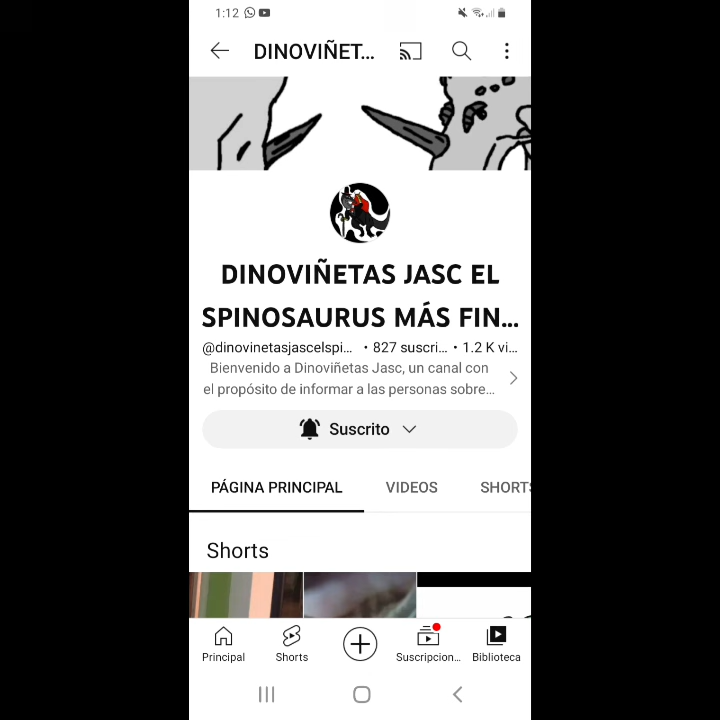 1:12
DINOVIÑET...
DINOVIÑETAS JASC EL
SPINOSAURUS MÁS FIN...
@dinovinetasjascelspi... • 827 suscri... • 1.2 K vi...
Bienvenido a Dinoviñetas Jasc, un canal con
el propósito de informar a las personas sobre...
Suscrito
PÁGINA PRINCIPAL VIDEOS SHORTS
Shorts
Principal Shorts Suscripcion... Biblioteca